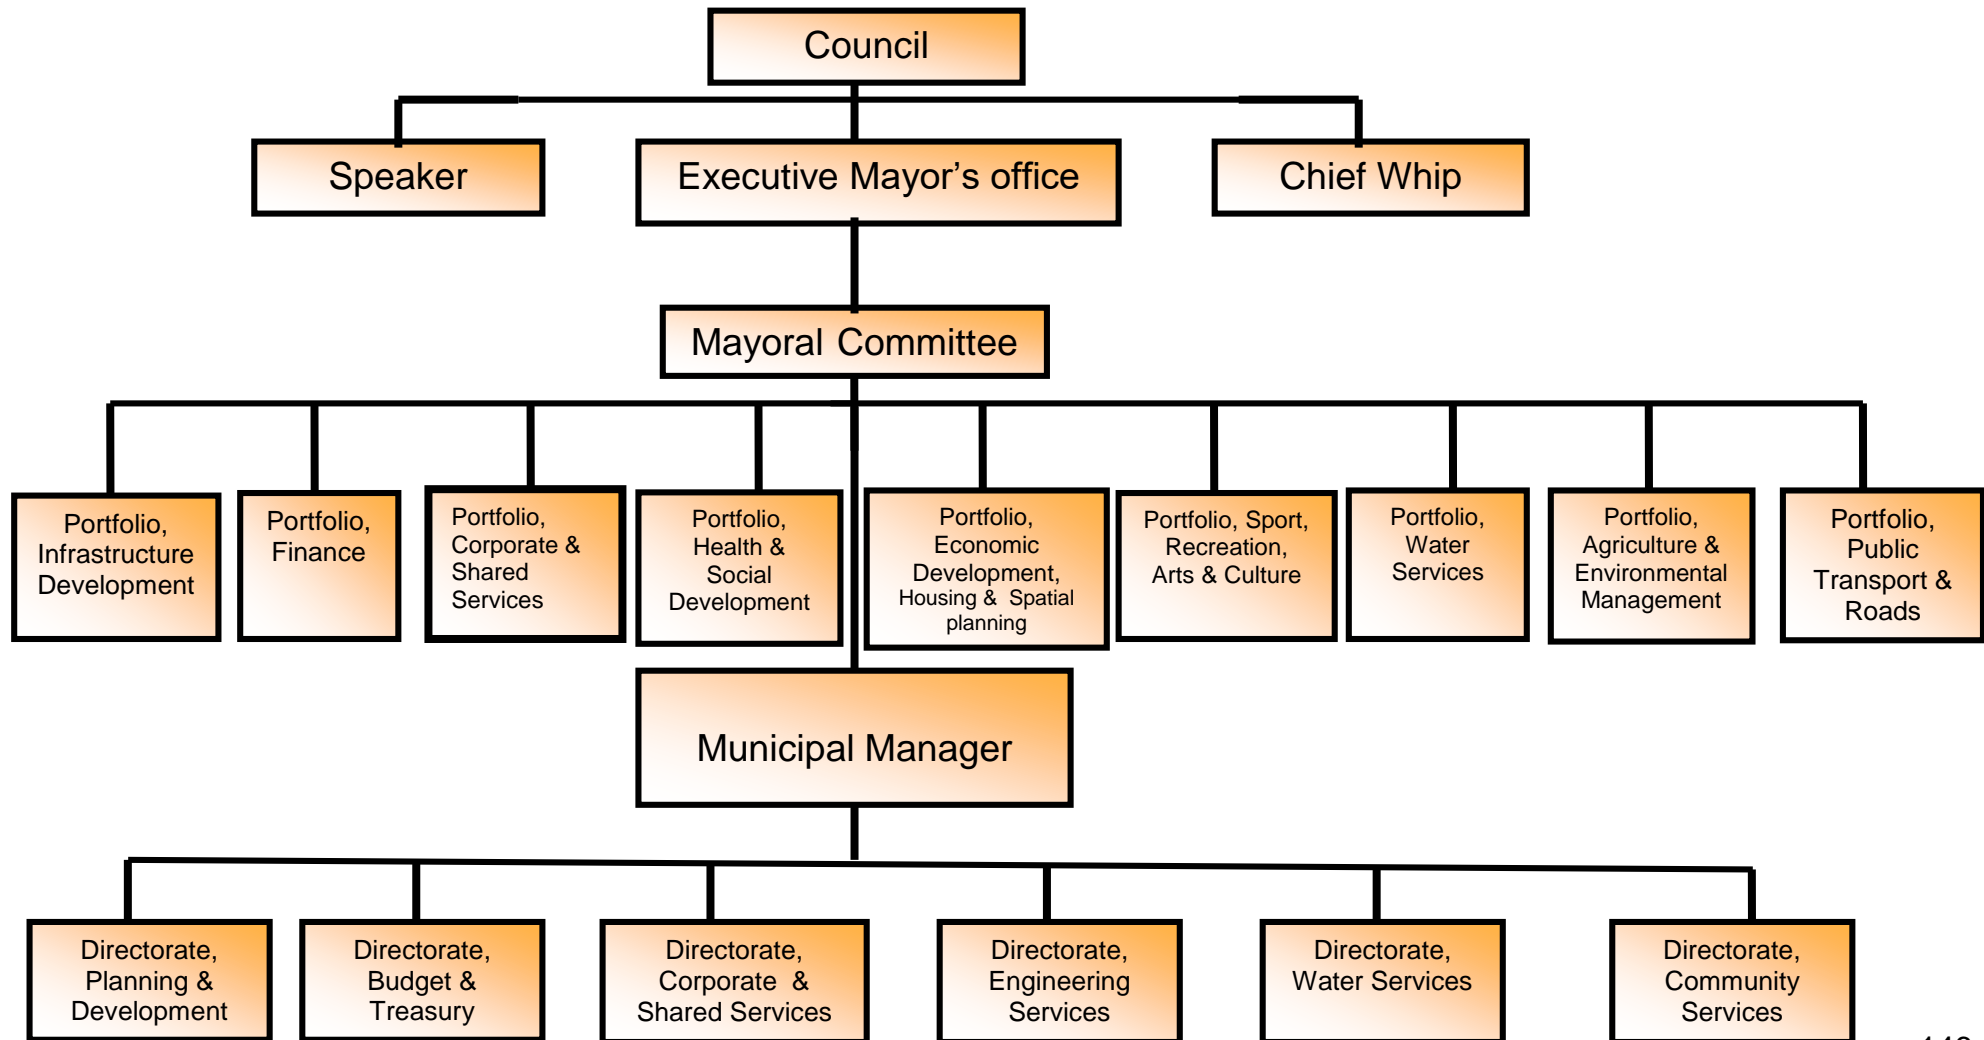 Council
Speaker
Executive Mayor’s office
Chief Whip
Mayoral Committee
Portfolio,
Infrastructure
Development
Portfolio,
Finance
Portfolio,
Corporate &
Shared
Services
Portfolio,
Health &
Social
Development
Portfolio,
Economic
Development,
Housing & Spatial
planning
Portfolio, Sport,
Recreation,
Arts & Culture
Portfolio,
Water
Services
Portfolio,
Agriculture &
Environmental
Management
Portfolio,
Public
Transport &
Roads
Municipal Manager
Directorate,
Planning &
Development
Directorate,
Budget &
Treasury
Directorate,
Corporate &
Shared Services
Directorate,
Engineering
Services
Directorate,
Water Services
Directorate,
Community
Services